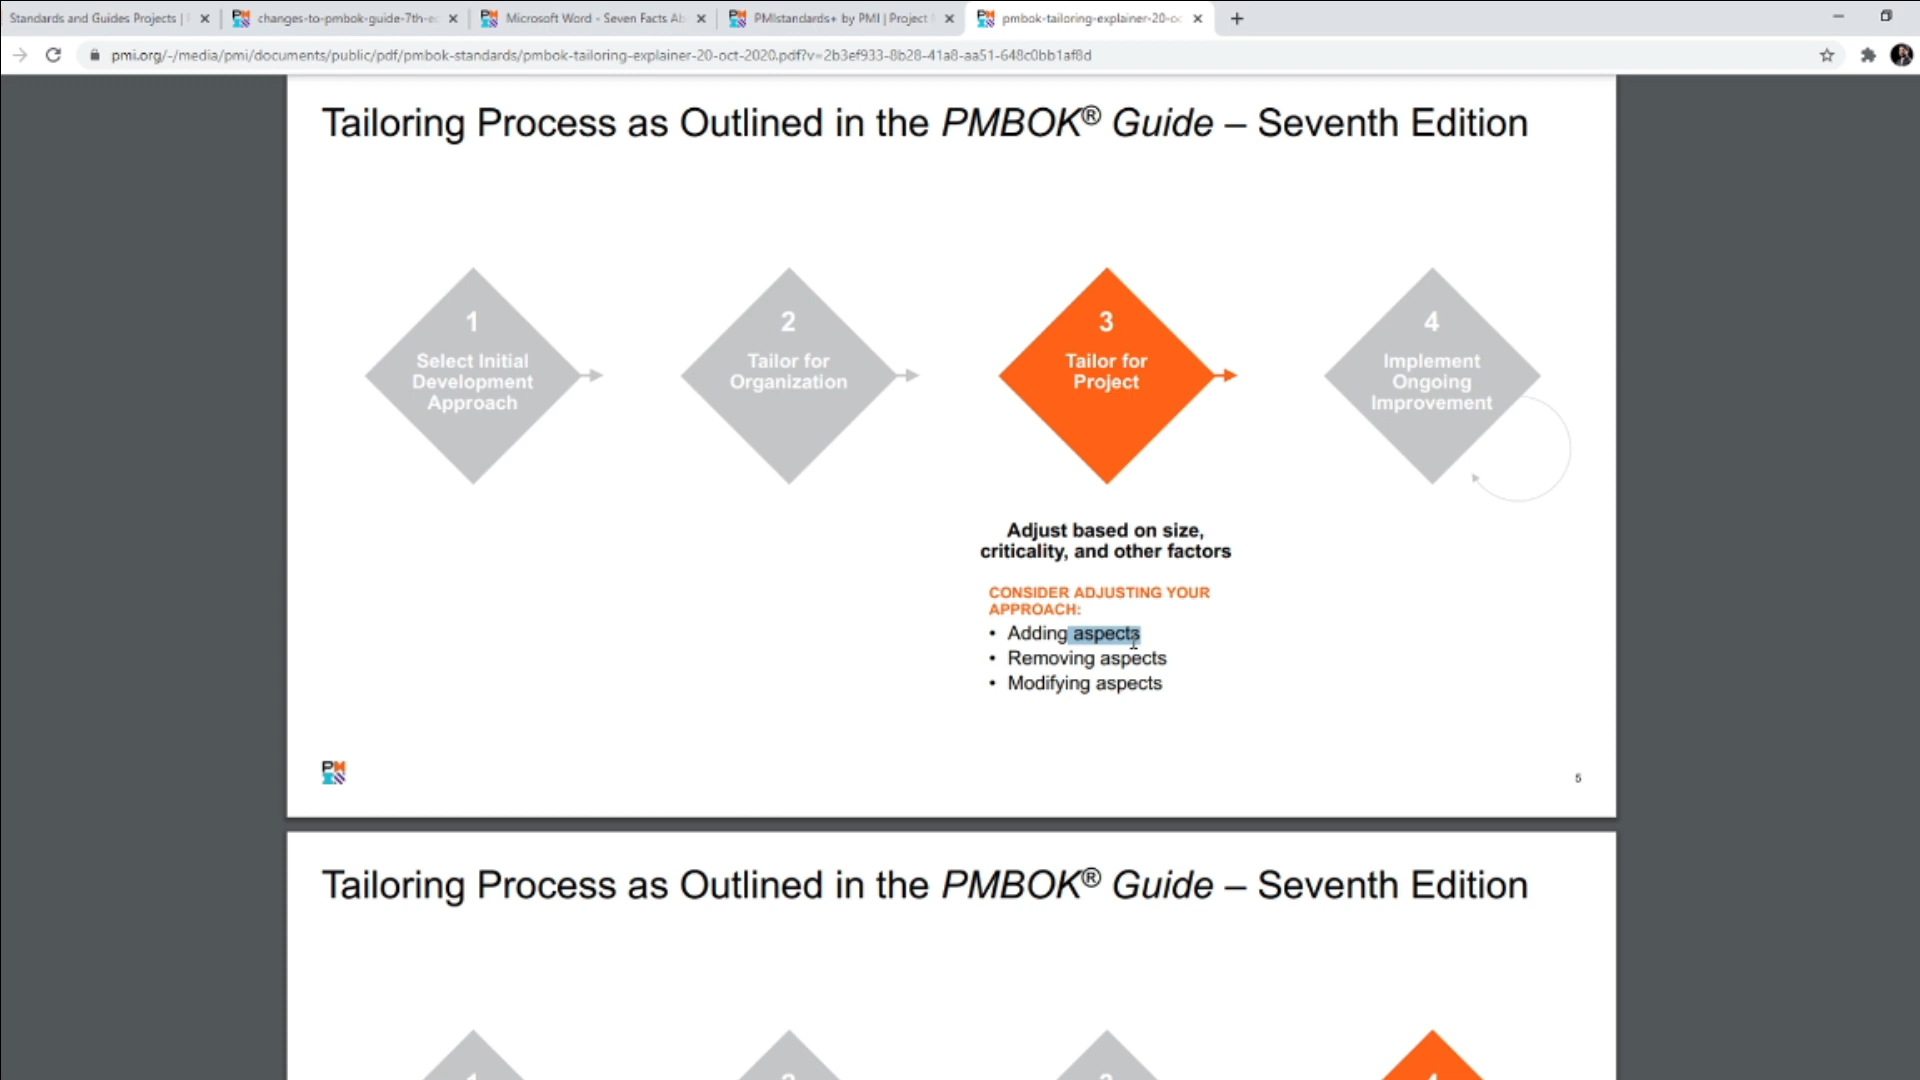 Standards and Guides Projects |
changes-to-pmbok-guide-7th-e
Microsoft Word - Seven Facts Ab
PMIstandards+ by PMI | Project
pmbok-tailoring-explainer-20-oc
pmi.org/-/media/pmi/documents/public/pdf/pmbok-standards/pmbok-tailoring-explainer-20-oct-2020.pdf?v=2b3ef933-8b28-41a8-aa51-648c0bb1af8d
Tailoring Process as Outlined in the PMBOK® Guide – Seventh Edition
1
Select Initial
Development
Approach
2
Tailor for
Organization
3
Tailor for
Project
4
Implement
Ongoing
Improvement
Adjust based on size,
criticality, and other factors
CONSIDER ADJUSTING YOUR
APPROACH:
• Adding aspects
• Removing aspects
• Modifying aspects
5
Tailoring Process as Outlined in the PMBOK® Guide – Seventh Edition